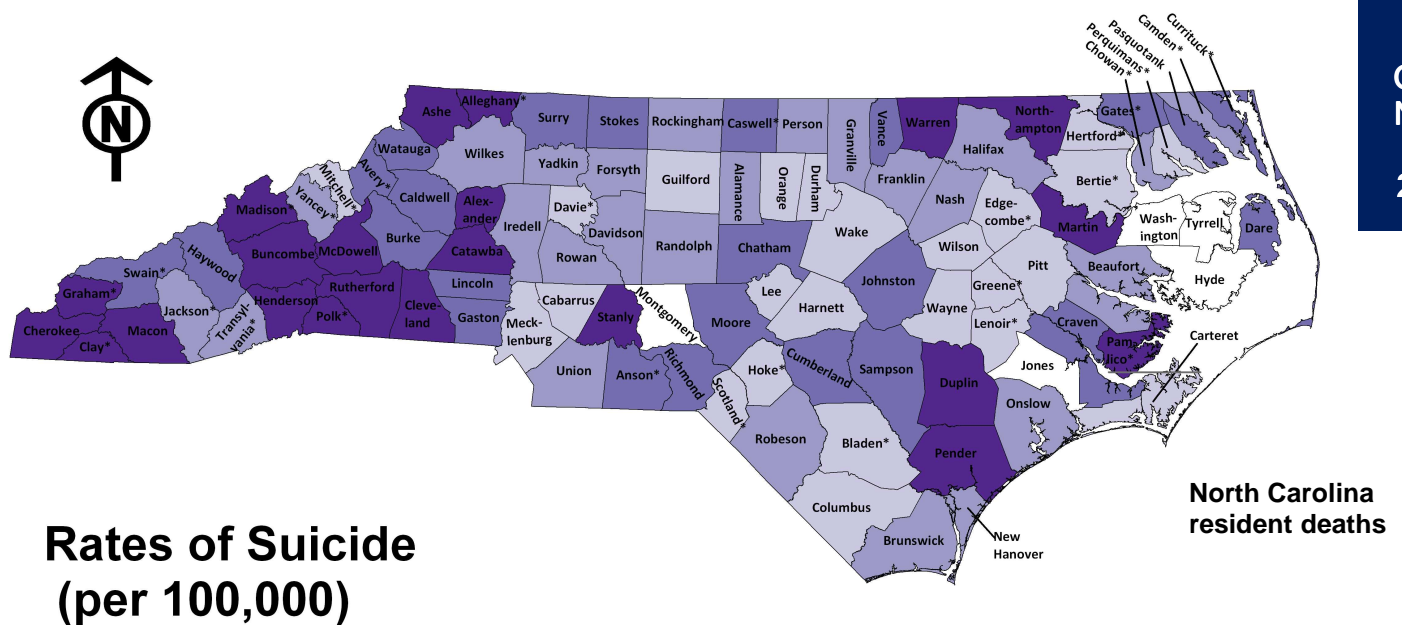 Currituck*
Camden*
Pasquotank
Perquimans*
Chowan*
N
Ashe
Alleghany*
Surry
Stokes
Rockingham
Caswell*
Person
Granville
Vance
Warren
North-
ampton
Hertford*
Gates*
Watauga
Wilkes
Yadkin
Forsyth
Guilford
Alamance
Orange
Durham
Franklin
Halifax
Bertie*
Mitchell*
Avery*
Yancey*
Caldwell
Alex-
ander
Iredell
Davie*
Davidson
Randolph
Chatham
Wake
Nash
Edge-
combe*
Martin
Wash-
ington
Tyrrell
Dare
Madison*
Buncombe
McDowell
Burke
Catawba
Rowan
Wilson
Pitt
Beaufort
Hyde
Swain*
Haywood
Rutherford
Lincoln
Cabarrus
Johnston
Greene*
Wayne
Lenoir*
Craven
Pam-
lico*
Carteret
Graham*
Jackson*
Transyl-
vania*
Henderson
Polk*
Cleve-
land
Gaston
Meck-
lenburg
Stanly
Montgomery
Moore
Lee
Harnett
Cherokee
Clay*
Macon
Union
Anson*
Richmond
Scotland*
Hoke*
Cumberland
Sampson
Duplin
Jones
Onslow
Robeson
Bladen*
Pender
Columbus
Brunswick
New
Hanover
North Carolina
resident deaths
Rates of Suicide
(per 100,000)